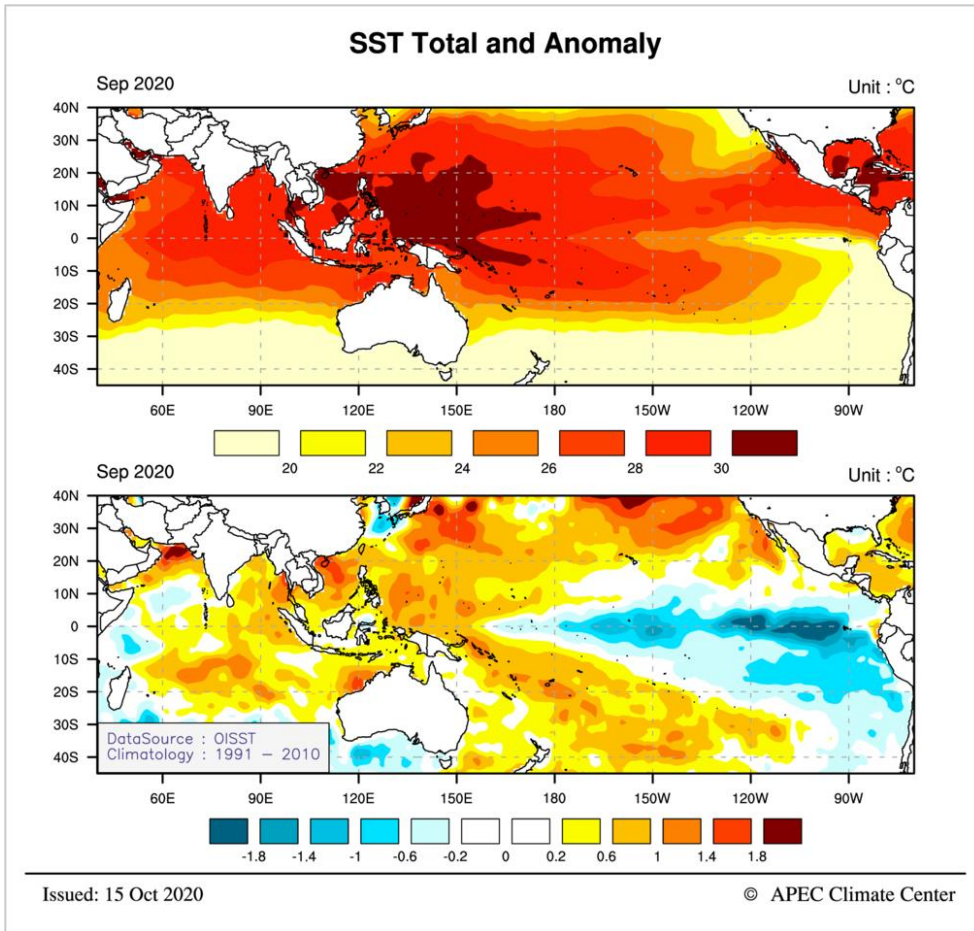 SST Total and Anomaly
Sep 2020 Unit : °C
40N
30N
20N
10N
0
10S
20S
30S
40S
60E 90E 120E 150E 180 150W 120W 90W
20 22 24 26 28 30
Sep 2020 Unit : °C
40N
30N
20N
10N
0
10S
20S
30S
40S
DataSource : OISST
Climatology : 1991 – 2010
60E 90E 120E 150E 180 150W 120W 90W
-1.8 -1.4 -1 -0.6 -0.2 0 0.2 0.6 1 1.4 1.8
Issued: 15 Oct 2020 © APEC Climate Center